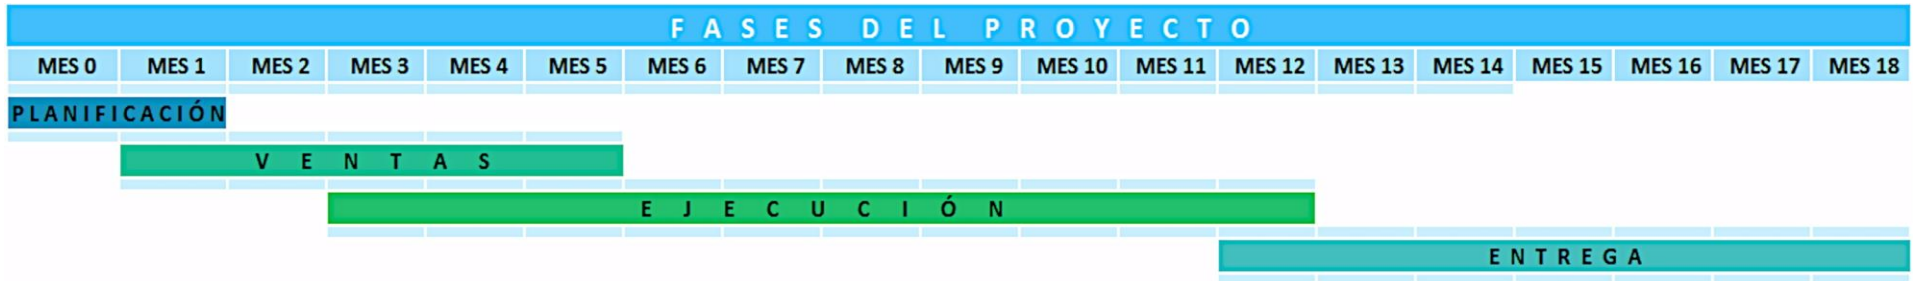 FASES DEL PROYECTO
MES 0 MES 1 MES 2 MES 3 MES 4 MES 5 MES 6 MES 7 MES 8 MES 9 MES 10 MES 11 MES 12 MES 13 MES 14 MES 15 MES 16 MES 17 MES 18
PLANIFICACIÓN
VENTAS
EJECUCIÓN
ENTREGA